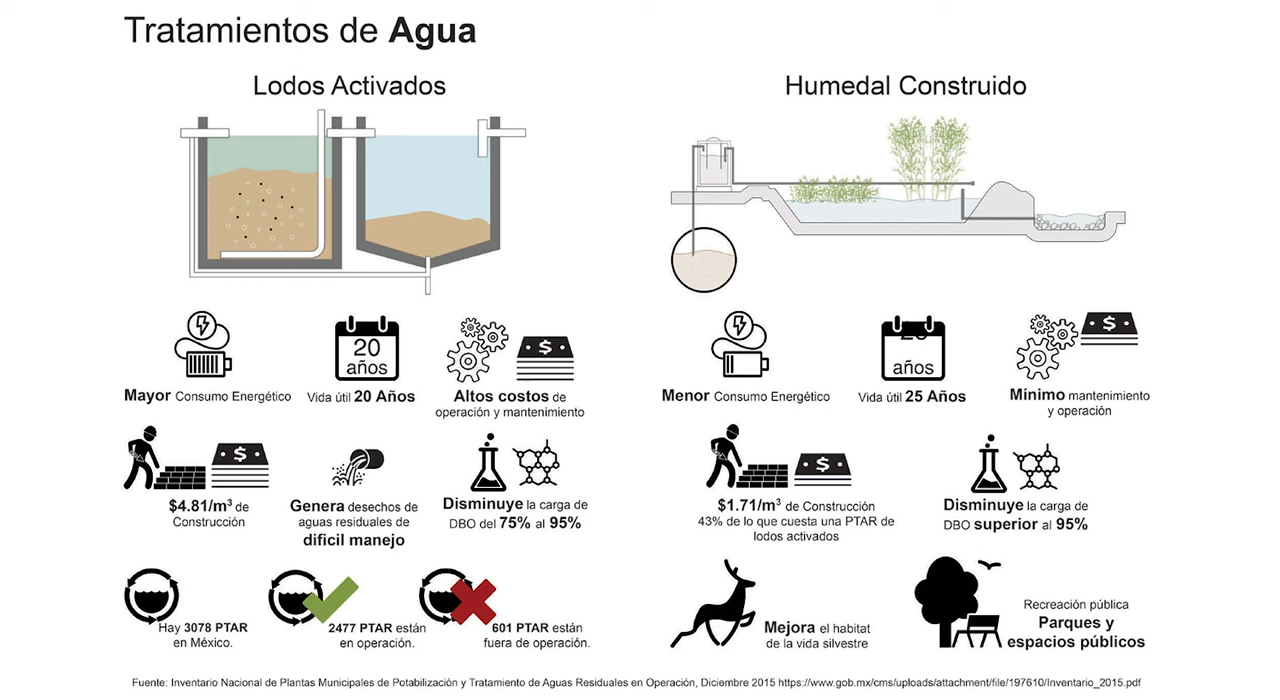 Tratamientos de Agua
Lodos Activados
Humedal Construido
20
años
$
Mayor Consumo Energético
Vida útil 20 Años
Altos costos de
operación y mantenimiento
años
$
Menor Consumo Energético
Vida útil 25 Años
Mínimo mantenimiento
y operación
$
$4.81/m³ de
Construcción
Genera desechos de
aguas residuales de
dificil manejo
Disminuye la carga de
DBO del 75% al 95%
$
$1.71/m³ de Construcción
43% de lo que cuesta una PTAR de
lodos activados
Disminuye la carga de
DBO superior al 95%
Hay 3078 PTAR
en México.
2477 PTAR están
en operación.
601 PTAR están
fuera de operación.
Mejora el habitat
de la vida silvestre
Recreación pública
Parques y
espacios públicos
Fuente: Inventario Nacional de Plantas Municipales de Potabilización y Tratamiento de Aguas Residuales en Operación, Diciembre 2015 https://www.gob.mx/cms/uploads/attachment/file/197610/Inventario_2015.pdf